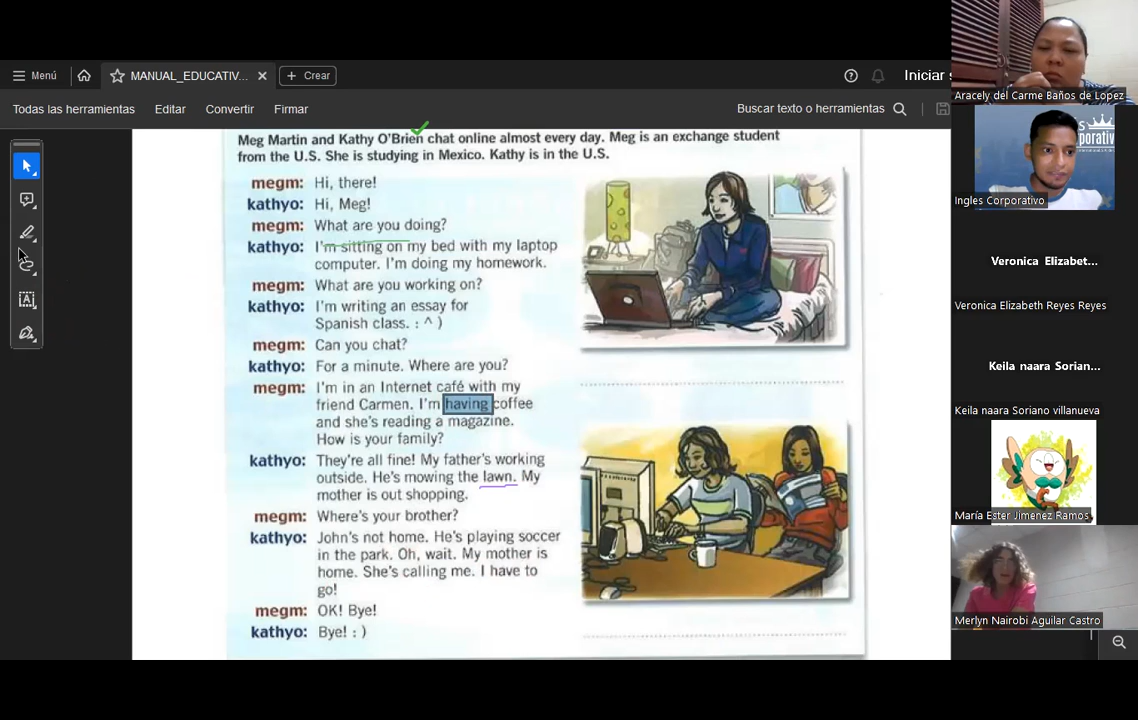 Menú
MANUAL_EDUCATIV...
Crear
Iniciar s
Todas las herramientas
Editar
Convertir
Firmar
Buscar texto o herramientas
Meg Martin and Kathy O'Brien chat online almost every day. Meg is an exchange student
from the U.S. She is studying in Mexico. Kathy is in the U.S.
megm: Hi, there!
kathyo: Hi, Meg!
megm: What are you doing?
kathyo: I'm sitting on my bed with my laptop
computer. I'm doing my homework.
megm: What are you working on?
kathyo: I'm writing an essay for
Spanish class. : ^ )
megm: Can you chat?
kathyo: For a minute. Where are you?
megm: I'm in an Internet café with my
friend Carmen. I'm having coffee
and she's reading a magazine.
How is your family?
kathyo: They're all fine! My father's working
outside. He's mowing the lawn. My
mother is out shopping.
megm: Where's your brother?
kathyo: John's not home. He's playing soccer
in the park. Oh, wait. My mother is
home. She's calling me. I have to
go!
megm: OK! Bye!
kathyo: Bye! : )
Aracely del Carme Baños de Lopez
s
rporativo
Ingles Corporativo
Veronica Elizabet...
Veronica Elizabeth Reyes Reyes
Keila naara Sorian...
Keila naara Soriano villanueva
María Ester Jimenez Ramos
Merlyn Nairobi Aguilar Castro